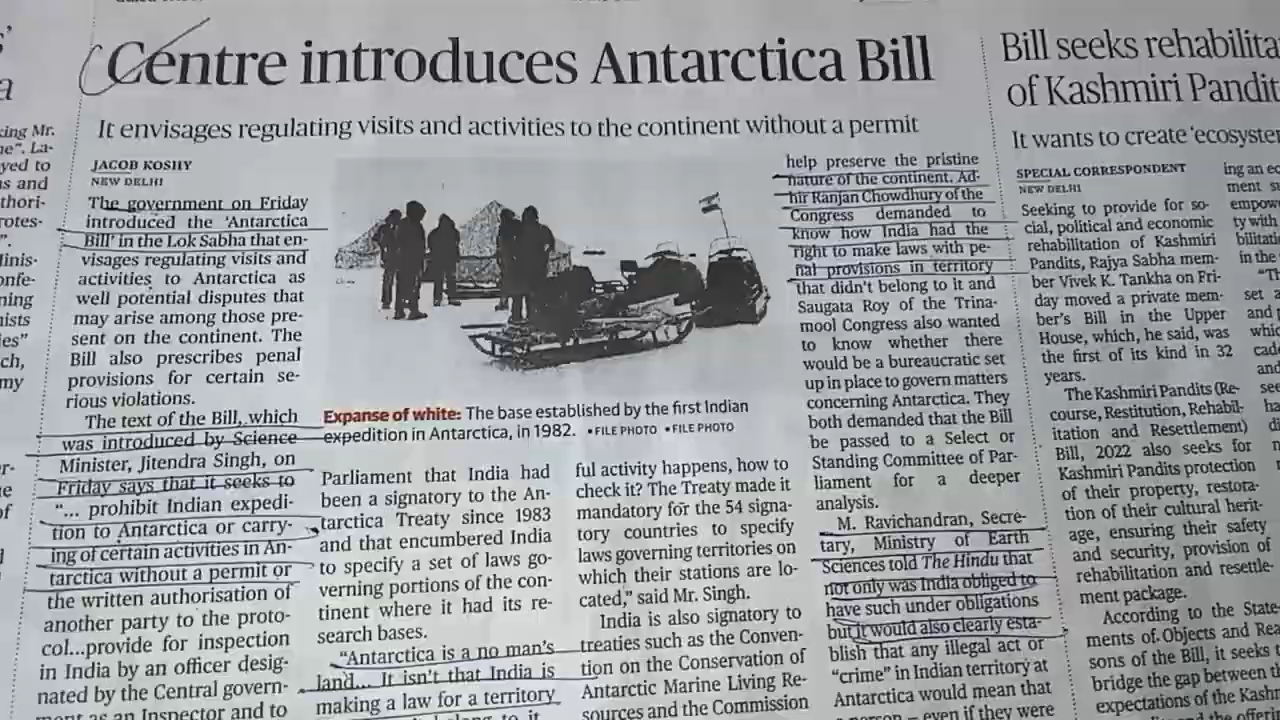 Centre introduces Antarctica Bill
It envisages regulating visits and activities to the continent without a permit
JACOB KOSHY
NEW DELHI
The government on Friday
introduced the ‘Antarctica
Bill’ in the Lok Sabha that en-
visages regulating visits and
activities to Antarctica as
well potential disputes that
may arise among those pre-
sent on the continent. The
Bill also prescribes penal
provisions for certain se-
rious violations.
The text of the Bill, which
was introduced by Science
Minister, Jitendra Singh, on
Friday says that it seeks to
“... prohibit Indian expedi-
tion to Antarctica or carry-
ing of certain activities in An-
tarctica without a permit or
the written authorisation of
another party to the proto-
col...provide for inspection
in India by an officer desig-
nated by the Central govern-
ment as an Inspector and to
Expanse of white: The base established by the first Indian
expedition in Antarctica, in 1982. •FILE PHOTO •FILE PHOTO
Parliament that India had
been a signatory to the An-
tarctica Treaty since 1983
and that encumbered India
to specify a set of laws go-
verning portions of the con-
tinent where it had its re-
search bases.
“Antarctica is a no man’s
land... It isn’t that India is
making a law for a territory
to it
ful activity happens, how to
check it? The Treaty made it
mandatory for the 54 signa-
tory countries to specify
laws governing territories on
which their stations are lo-
cated,” said Mr. Singh.
India is also signatory to
treaties such as the Conven-
tion on the Conservation of
Antarctic Marine Living Re-
sources and the Commission
help preserve the pristine
nature of the continent. Ad-
hir Ranjan Chowdhury of the
Congress demanded to
know how India had the
right to make laws with pe-
nal provisions in territory
that didn’t belong to it and
Saugata Roy of the Trina-
mool Congress also wanted
to know whether there
would be a bureaucratic set
up in place to govern matters
concerning Antarctica. They
both demanded that the Bill
be passed to a Select or
Standing Committee of Par-
liament for a deeper
analysis.
M. Ravichandran, Secre-
tary, Ministry of Earth
Sciences told The Hindu that
not only was India obliged to
have such under obligations
but it would also clearly esta-
blish that any illegal act or
“crime” in Indian territory at
Antarctica would mean that
a person – even if they were
Bill seeks rehabilita
of Kashmiri Pandit
It wants to create ‘ecosyster
SPECIAL CORRESPONDENT
NEW DELHI
Seeking to provide for so-
cial, political and economic
rehabilitation of Kashmiri
Pandits, Rajya Sabha mem-
ber Vivek K. Tankha on Fri-
day moved a private mem-
ber’s Bill in the Upper
House, which, he said, was
the first of its kind in 32
years.
The Kashmiri Pandits (Re-
course, Restitution, Rehabil-
itation and Resettlement)
Bill, 2022 also seeks for
Kashmiri Pandits protection
of their property, restora-
tion of their cultural herit-
age, ensuring their safety
and security, provision of
rehabilitation and resettle-
ment package.
According to the State
ments of Objects and Rea
sons of the Bill, it seeks t
bridge the gap between t
expectations of the Kashm